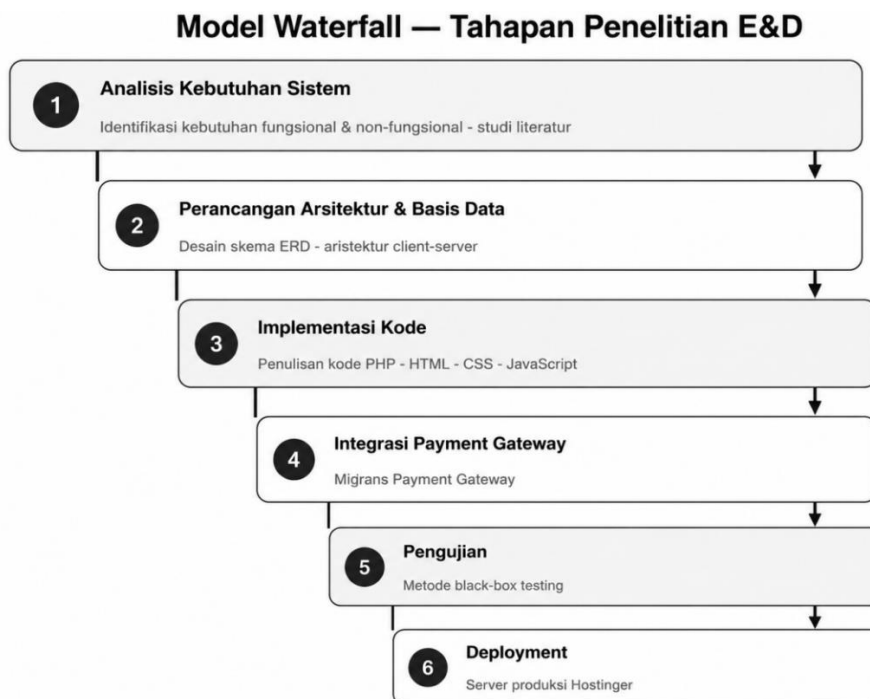 Model Waterfall — Tahapan Penelitian E&D
1
Analisis Kebutuhan Sistem
Identifikasi kebutuhan fungsional & non-fungsional - studi literatur
2
Perancangan Arsitektur & Basis Data
Desain skema ERD - aristektur client-server
3
Implementasi Kode
Penulisan kode PHP - HTML - CSS - JavaScript
4
Integrasi Payment Gateway
Migrans Payment Gateway
5
Pengujian
Metode black-box testing
6
Deployment
Server produksi Hostinger